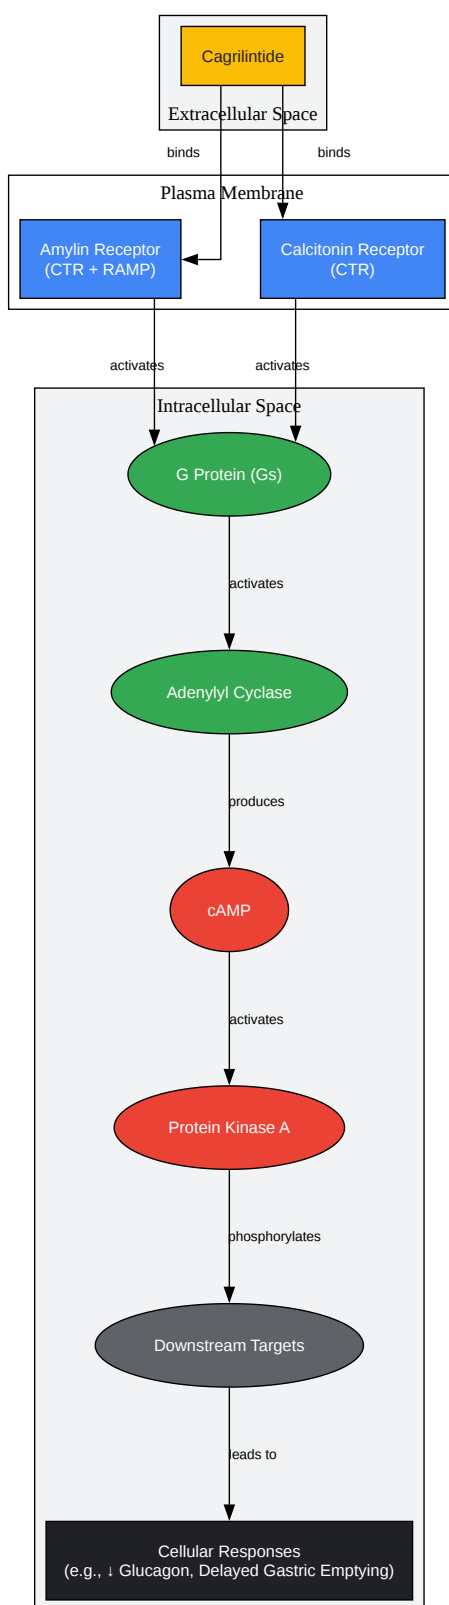 Cagrilintide
Extracellular Space
binds
binds
Plasma Membrane
Amylin Receptor
(CTR + RAMP)
Calcitonin Receptor
(CTR)
activates
activates
Intracellular Space
G Protein (Gs)
activates
Adenylyl Cyclase
produces
cAMP
activates
Protein Kinase A
phosphorylates
Downstream Targets
leads to
Cellular Responses
(e.g., ↓ Glucagon, Delayed Gastric Emptying)